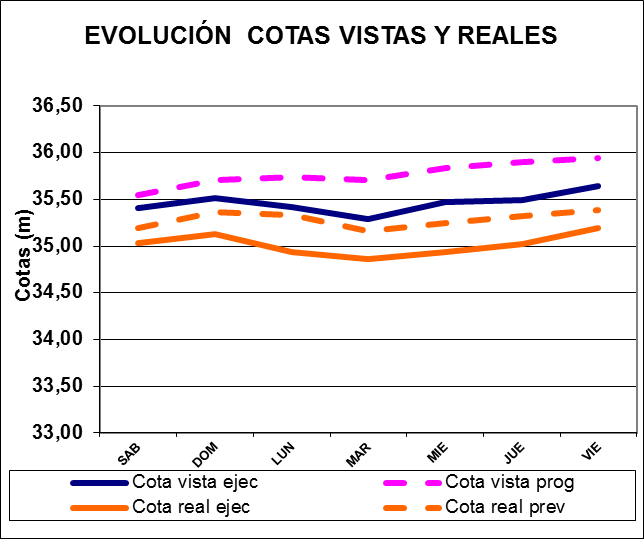 EVOLUCIÓN  COTAS VISTAS Y REALES
Cotas (m)
36,50
36,00
35,50
35,00
34,50
34,00
33,50
33,00
SAB DOM LUN MAR MIE JUE VIE
Cota vista ejec Cota vista prog
Cota real ejec Cota real prev